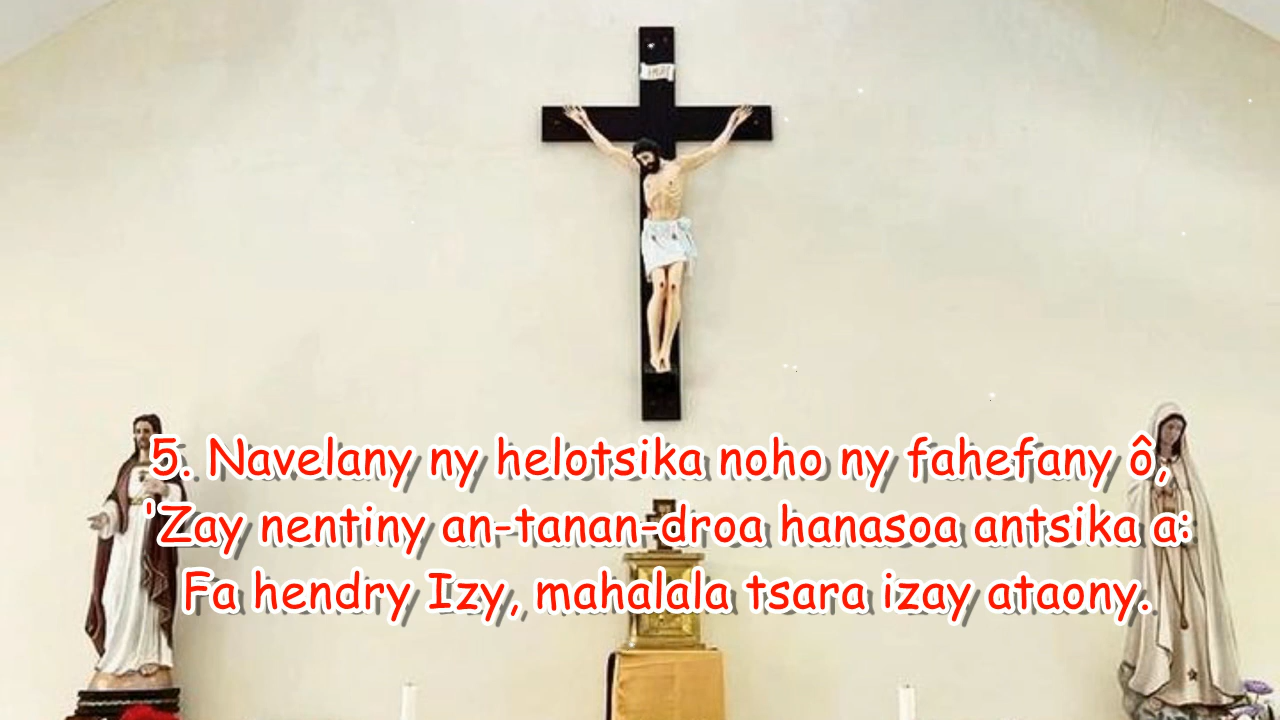 5. Navelany ny helotsika noho ny fahefany ô,
'Zay nentiny an-tanan-droa hanasoa antsika a:
Fa hendry Izy, mahalala tsara izay ataony.